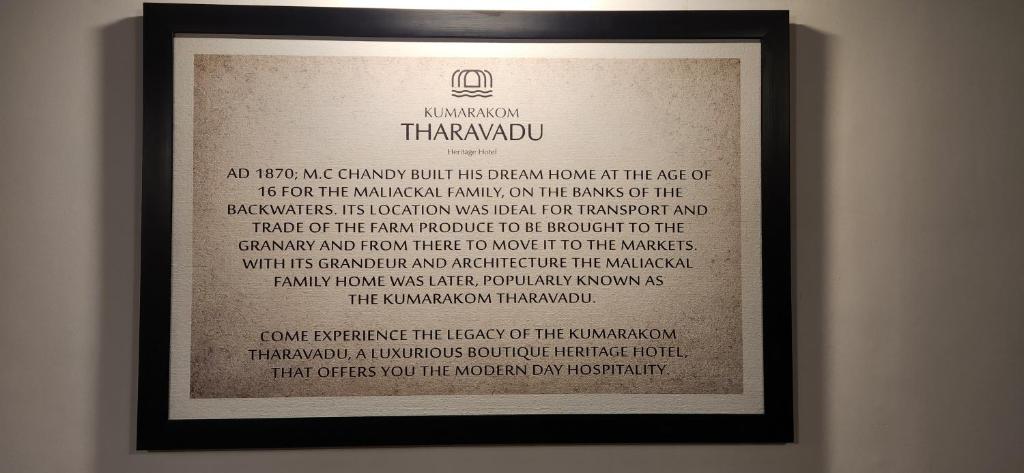 KUMARAKOM
THARAVADU
Heritage Hotel
AD 1870; M.C CHANDY BUILT HIS DREAM HOME AT THE AGE OF
16 FOR THE MALIACKAL FAMILY, ON THE BANKS OF THE
BACKWATERS. ITS LOCATION WAS IDEAL FOR TRANSPORT AND
TRADE OF THE FARM PRODUCE TO BE BROUGHT TO THE
GRANARY AND FROM THERE TO MOVE IT TO THE MARKETS.
WITH ITS GRANDEUR AND ARCHITECTURE THE MALIACKAL
FAMILY HOME WAS LATER, POPULARLY KNOWN AS
THE KUMARAKOM THARAVADU.
COME EXPERIENCE THE LEGACY OF THE KUMARAKOM
THARAVADU, A LUXURIOUS BOUTIQUE HERITAGE HOTEL,
THAT OFFERS YOU THE MODERN DAY HOSPITALITY.